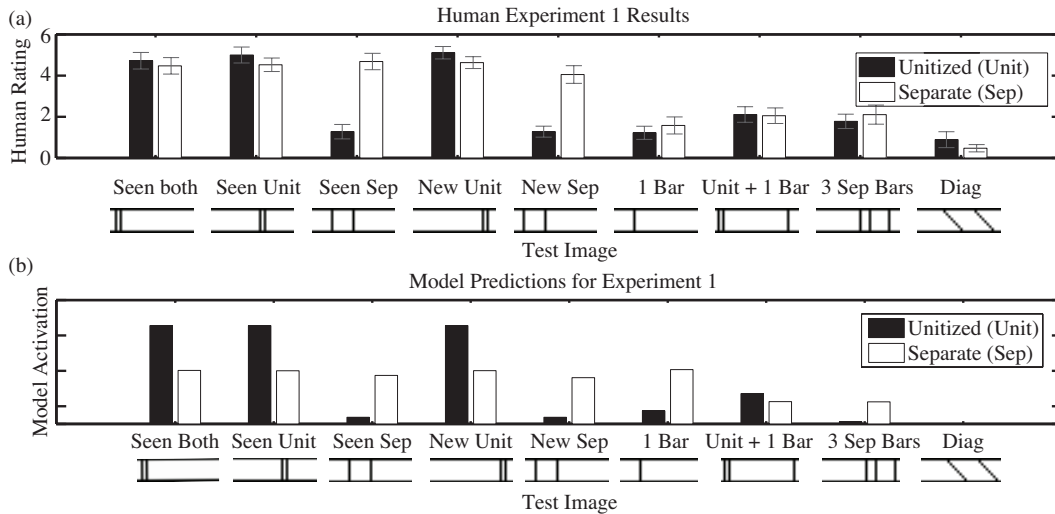 (a)
Human Experiment 1 Results
Human Rating
6
4
2
0
Unitized (Unit)
Separate (Sep)
Seen both Seen Unit Seen Sep New Unit New Sep 1 Bar Unit + 1 Bar 3 Sep Bars Diag
Test Image
(b)
Model Predictions for Experiment 1
Model Activation
Unitized (Unit)
Separate (Sep)
Seen Both Seen Unit Seen Sep New Unit New Sep 1 Bar Unit + 1 Bar 3 Sep Bars Diag
Test Image